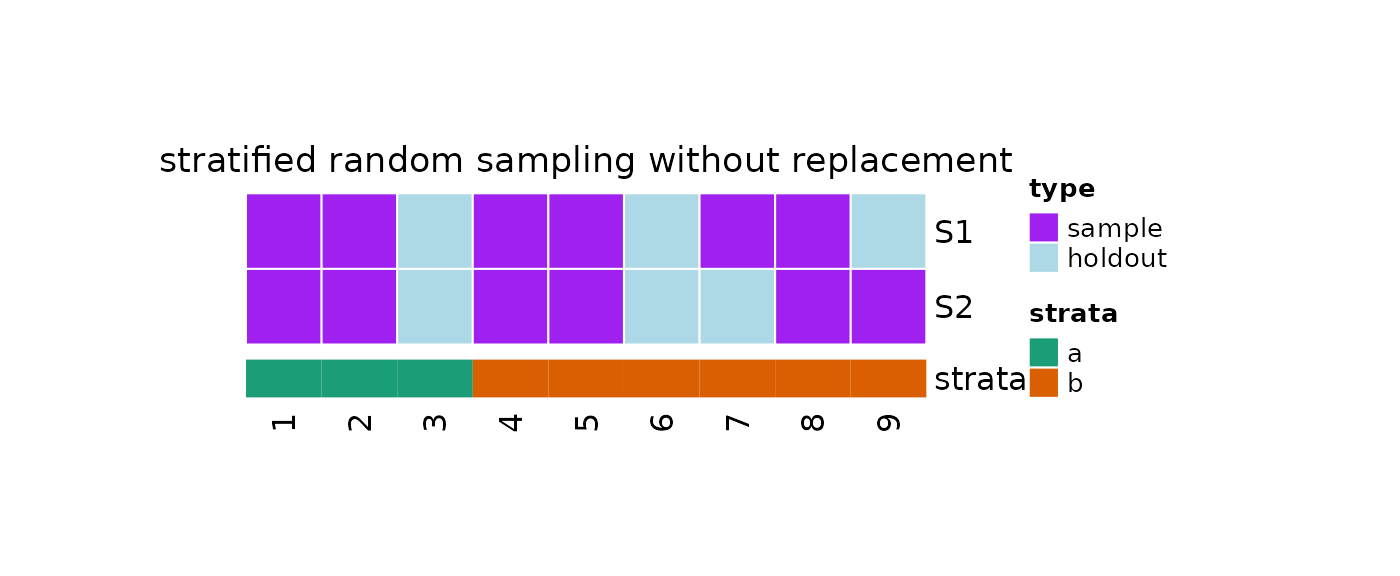 stratified random sampling without replacement
S1
S2
strata
1 2 3 4 5 6 7 8 9
type
sample
holdout
strata
a
b